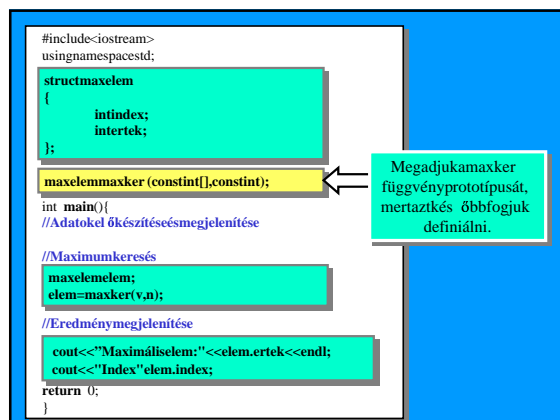 #include<iostream>
usingnamespacestd;
structmaxelem
{
intindex;
intertek;
};
maxelemmaxker (constint[],constint);
Megadjukamaxker
függvényprototípusát,
mertaztkés őbbfogjuk
definiálni.
int main(){
//Adatokel őkészítéseésmegjelenítése
//Maximumkeresés
maxelemelem;
elem=maxker(v,n);
//Eredménymegjelenítése
cout<<”Maximáliselem:"<<elem.ertek<<endl;
cout<<"Index"elem.index;
return 0;
}